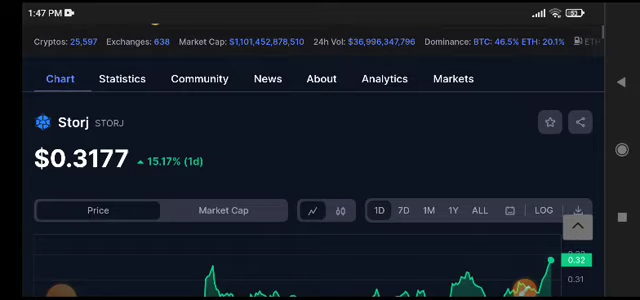 1:47 PM
Cryptos: 25,597 Exchanges: 638 Market Cap: $1,101,452,878,510 24h Vol: $36,996,347,796 Dominance: BTC: 46.5% ETH: 20.1% ETH
Chart Statistics Community News About Analytics Markets
Storj STORJ
$0.3177 15.17% (1d)
Price Market Cap 1D 7D 1M 1Y ALL LOG
0.32
0.31